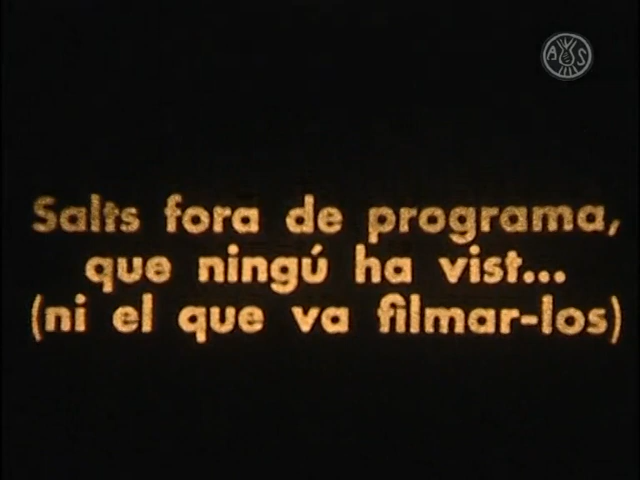 A S
Salts fora de programa,
que ningú ha vist...
(ni el que va filmar-los)